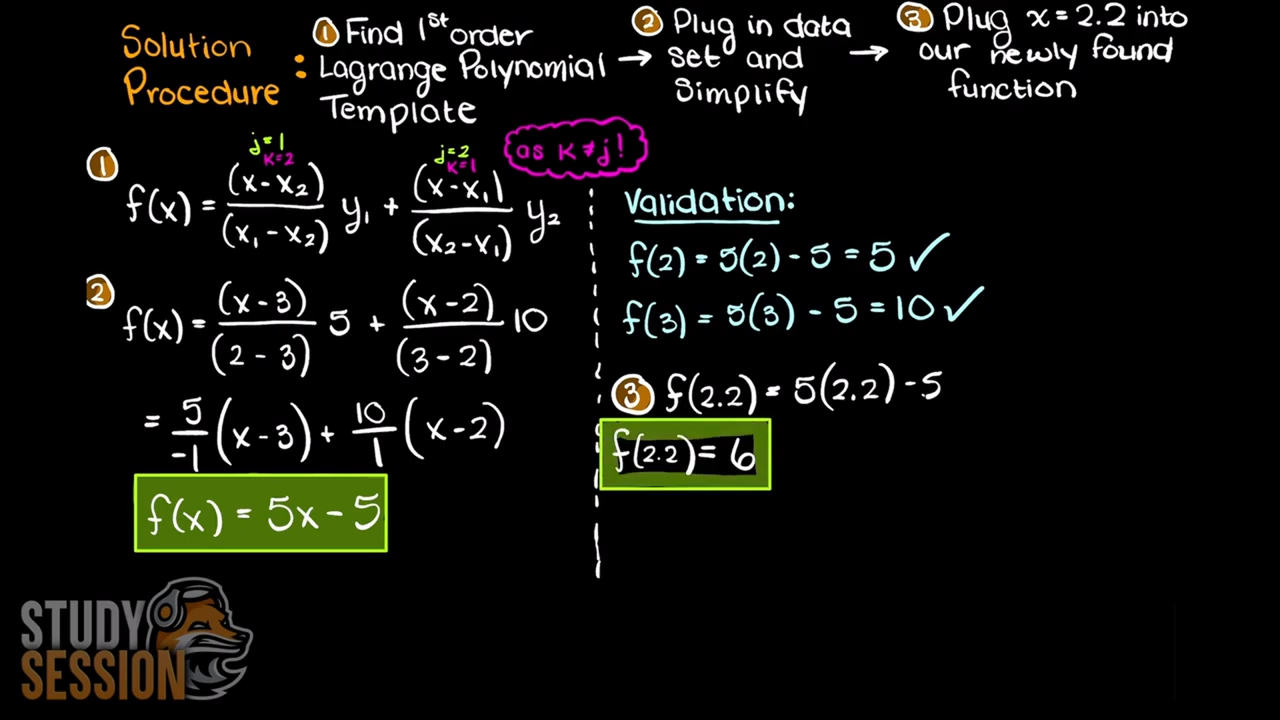 Solution Procedure :
① Find 1st order
Lagrange Polynomial
Template
→ ② Plug in data
set and
Simplify
→ ③ Plug x = 2.2 into
our newly found
function
①
j=1
k=2
j=2
k=1
as k ≠ j!
f(x) = (x - x₂)/(x₁ - x₂) y₁ + (x - x₁)/(x₂ - x₁) y₂
②
f(x) = (x - 3)/(2 - 3) 5 + (x - 2)/(3 - 2) 10
= 5/-1 (x - 3) + 10/1 (x - 2)
f(x) = 5x - 5
Validation:
f(2) = 5(2) - 5 = 5 ✓
f(3) = 5(3) - 5 = 10 ✓
③ f(2.2) = 5(2.2) - 5
f(2.2) = 6
STUDY
SESSION